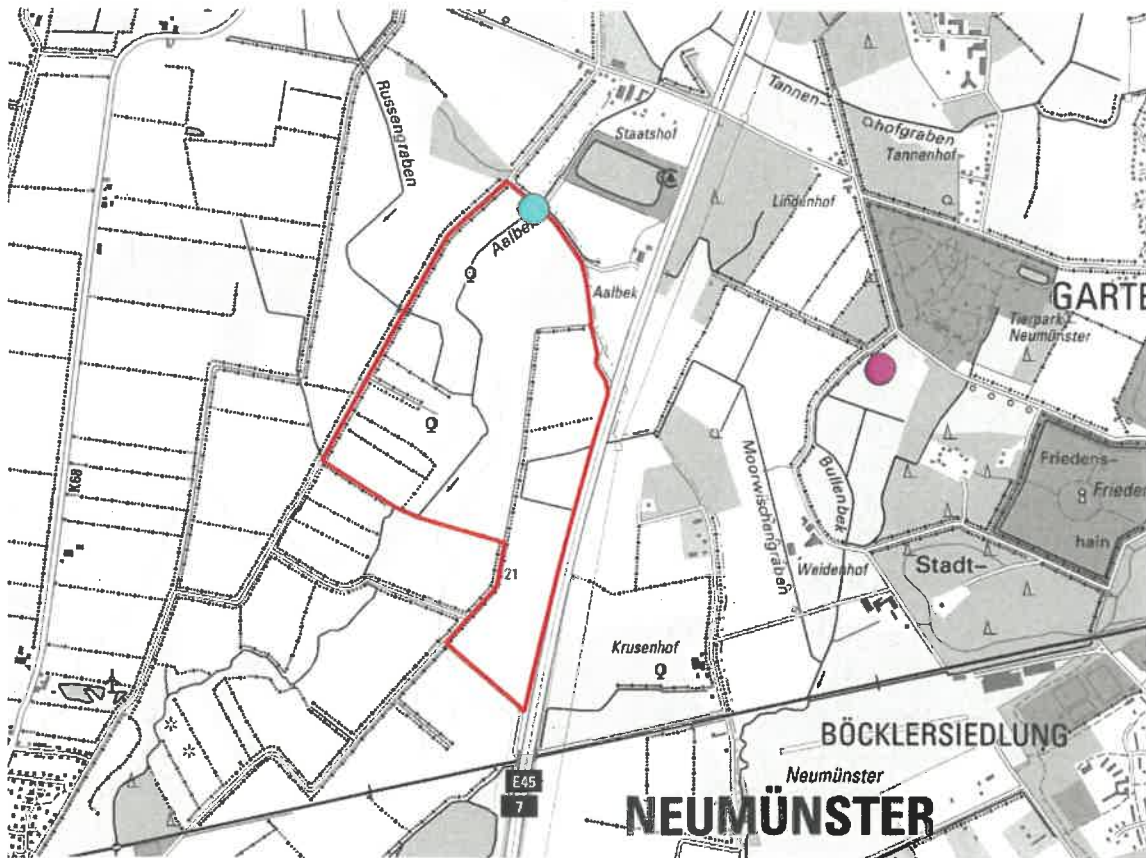 Russengraben
Tannen-
hofgraben
Tannenhof
Staatshof
Lindenhof
Aalbek
Aalbek
GARTE
Tierpark
Neumünster
K68
Moorwischengraben
Bullenbek
Friedens-
Frieden
hain
Stadt-
Weidenhof
21
Krusenhof
BÖCKLERSIEDLUNG
E45
7
Neumünster
NEUMÜNSTER